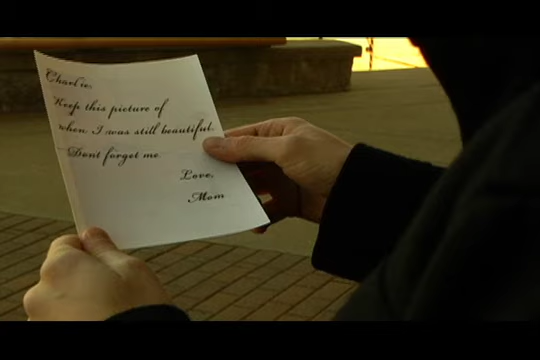 Charlie,
Keep this picture of
when I was still beautiful.
Dont forget me.
Love,
Mom